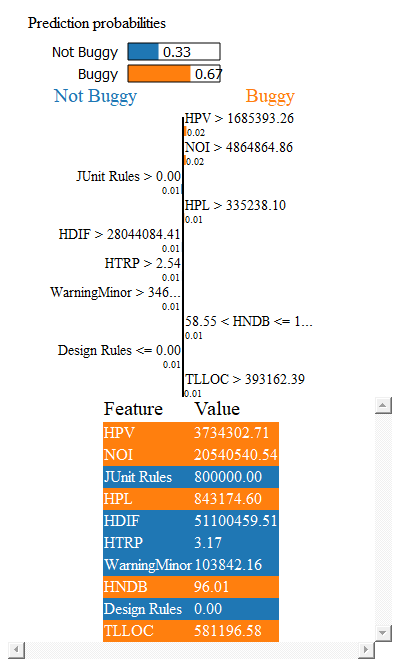 Prediction probabilities
Not Buggy 0.33
Buggy 0.67
Not Buggy Buggy
HPV > 1685393.26
0.02
NOI > 4864864.86
0.02
JUnit Rules > 0.00
0.01
HPL > 335238.10
0.01
HDIF > 28044084.41
0.01
HTRP > 2.54
0.01
WarningMinor > 346...
0.01
58.55 < HNDB <= 1...
0.01
Design Rules <= 0.00
0.01
TLLOC > 393162.39
0.01
Feature Value
HPV 3734302.71
NOI 20540540.54
JUnit Rules 800000.00
HPL 843174.60
HDIF 51100459.51
HTRP 3.17
WarningMinor 103842.16
HNDB 96.01
Design Rules 0.00
TLLOC 581196.58